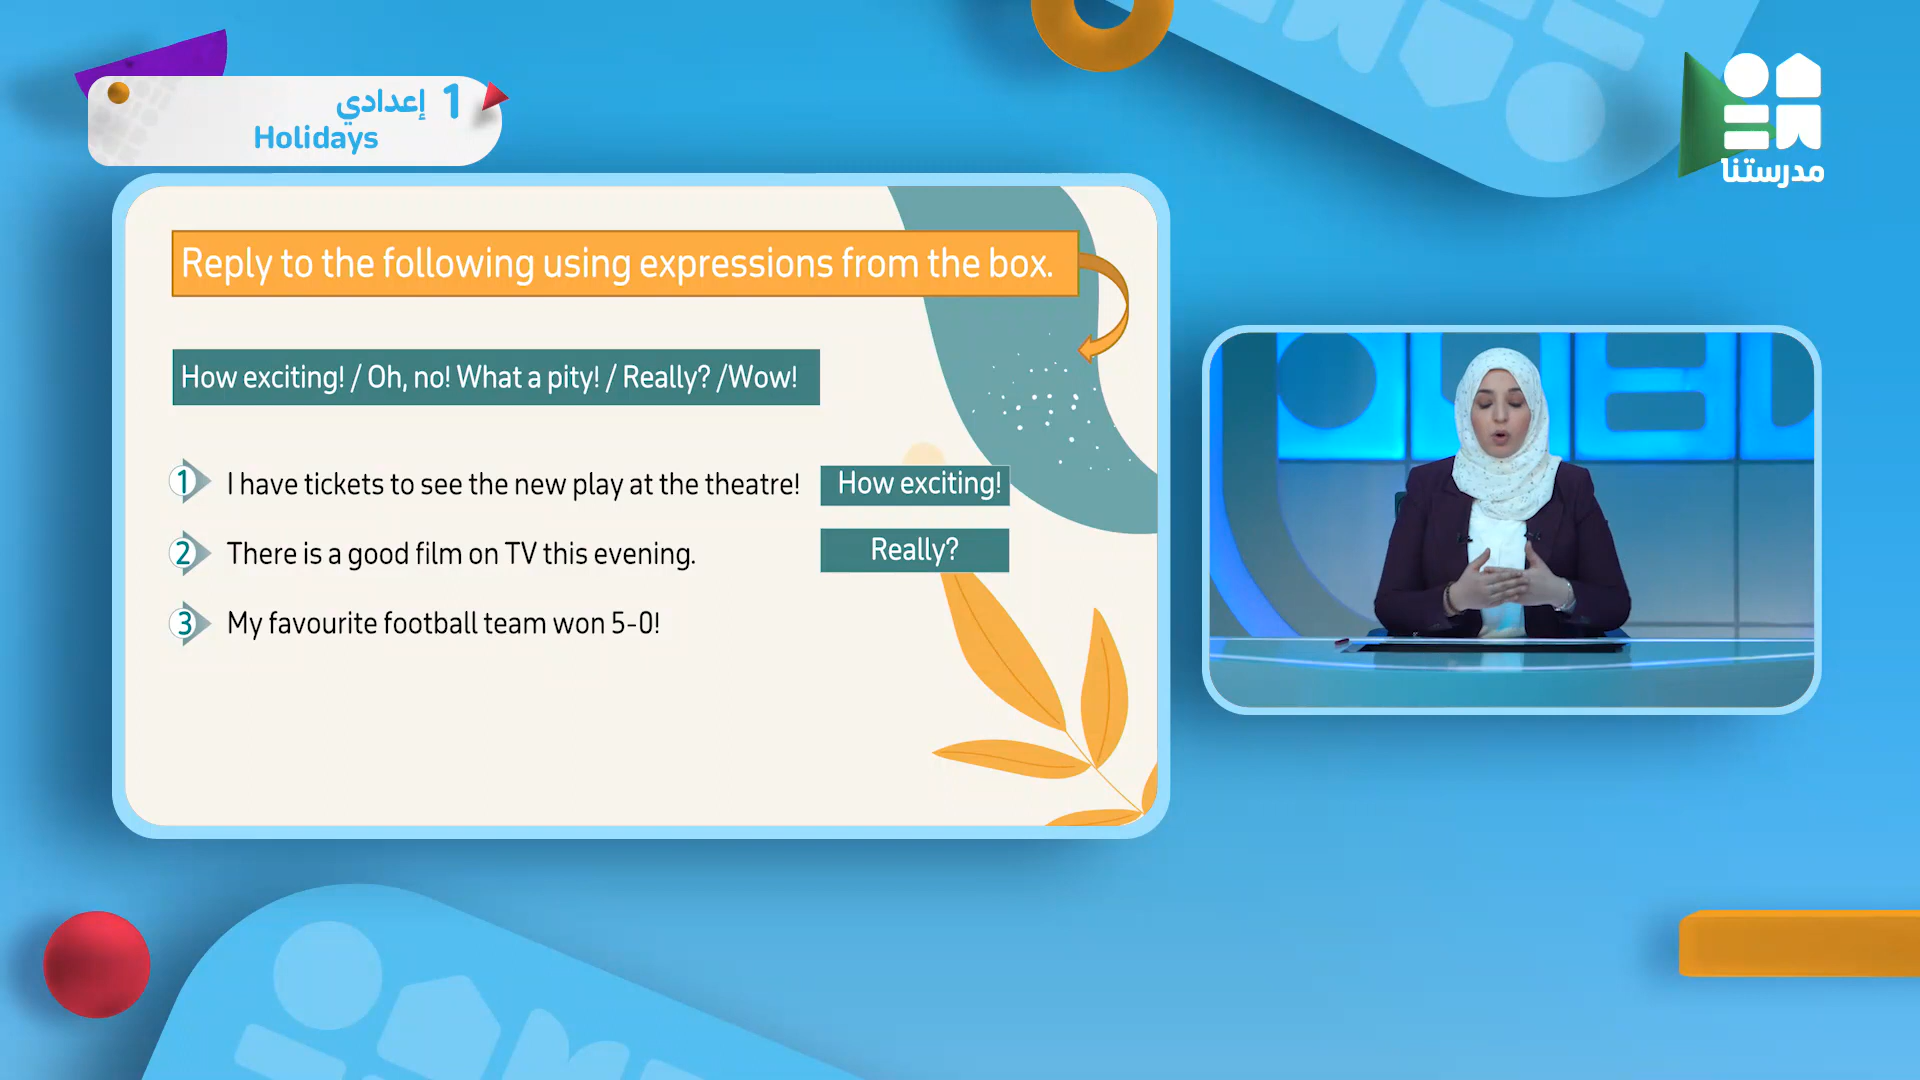 1 إعدادي
Holidays
مدرستنا
Reply to the following using expressions from the box.
How exciting! / Oh, no! What a pity! / Really? /Wow!
1 I have tickets to see the new play at the theatre! How exciting!
2 There is a good film on TV this evening. Really?
3 My favourite football team won 5-0!